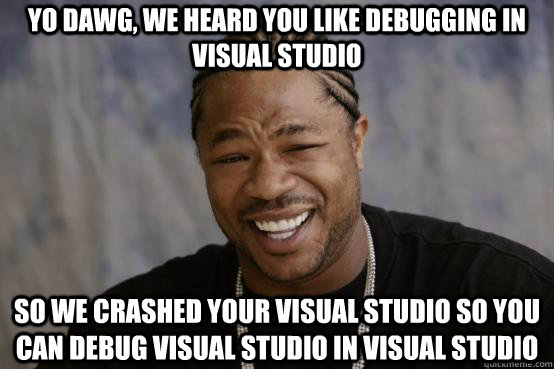 YO DAWG, WE HEARD YOU LIKE DEBUGGING IN
VISUAL STUDIO
SO WE CRASHED YOUR VISUAL STUDIO SO YOU
CAN DEBUG VISUAL STUDIO IN VISUAL STUDIO
quickmeme.com